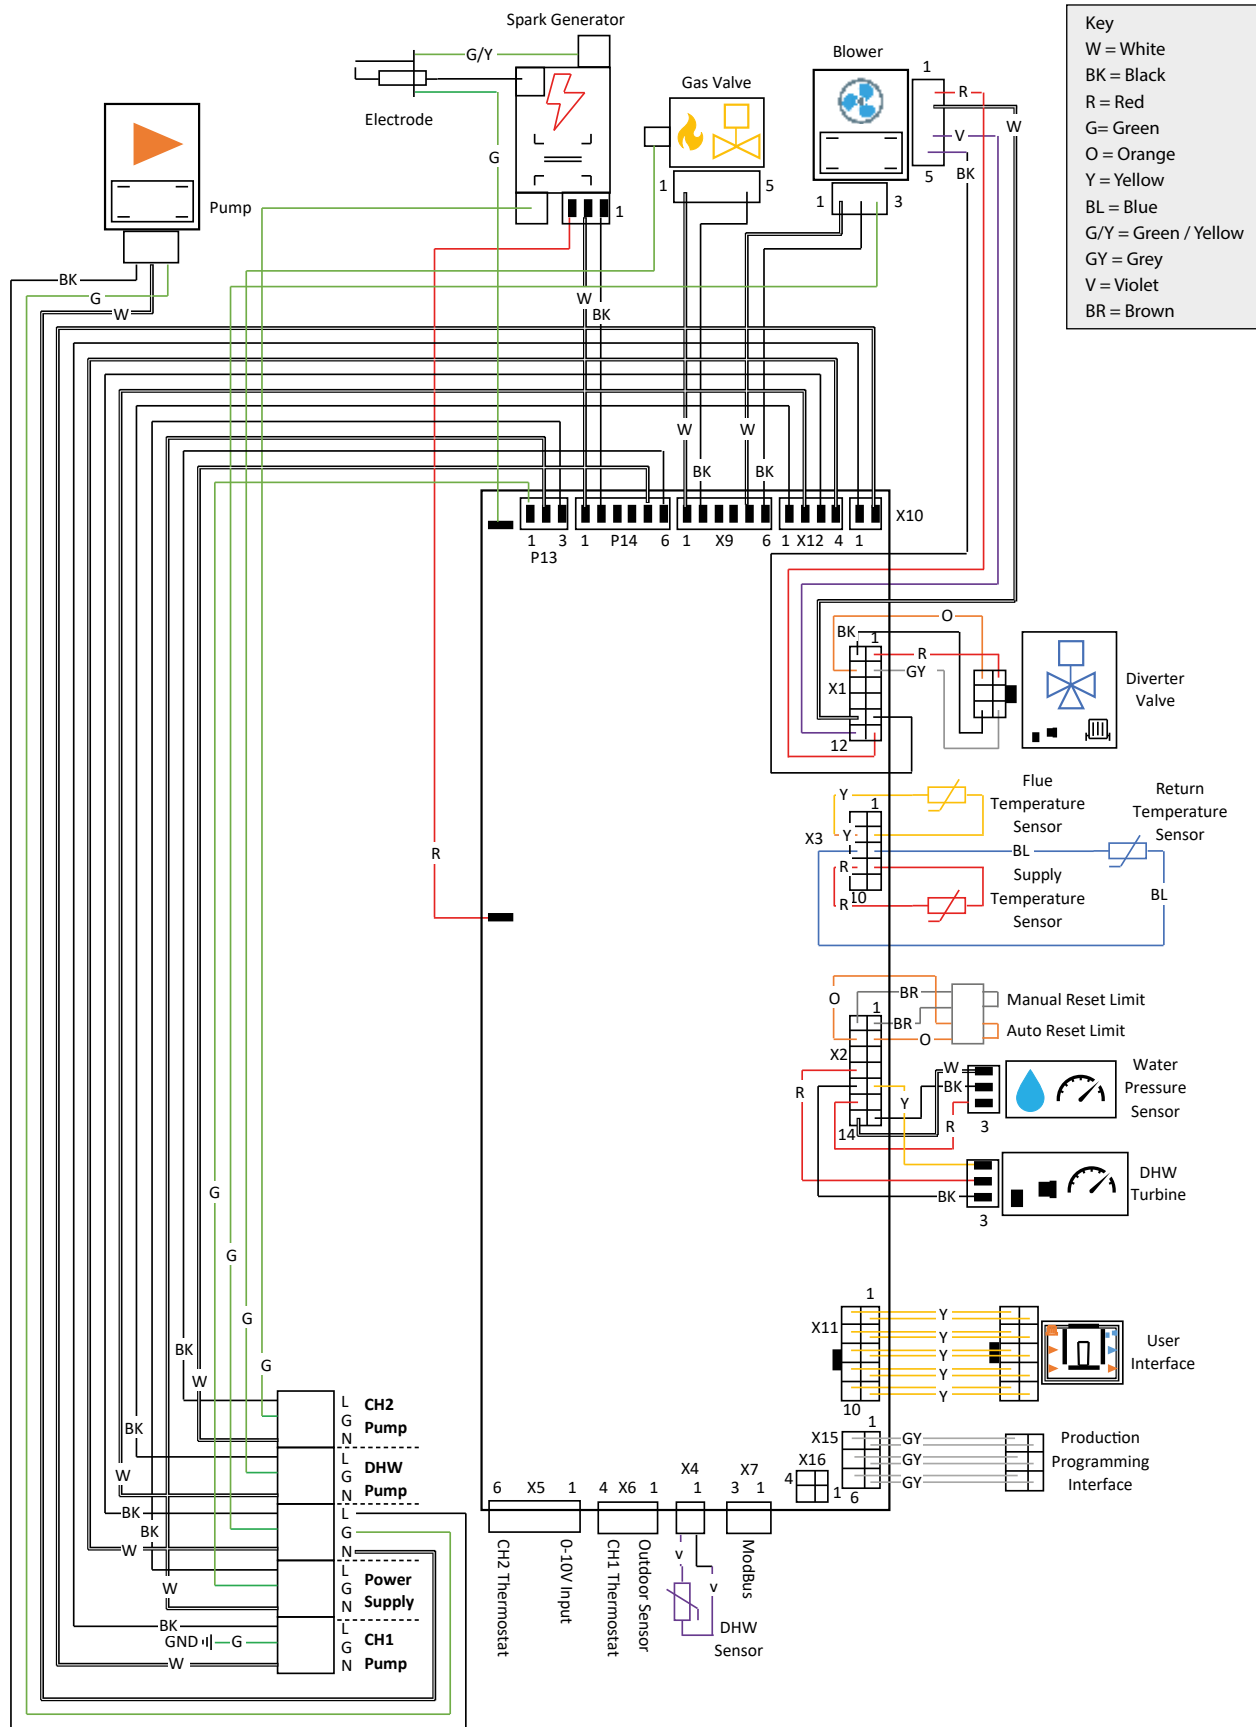 Spark Generator
G/Y
Electrode
G
1
Gas Valve
1
5
Blower
1
5
R
W
V
BK
1
3
Key
W = White
BK = Black
R = Red
G= Green
O = Orange
Y = Yellow
BL = Blue
G/Y = Green / Yellow
GY = Grey
V = Violet
BR = Brown
Pump
BK
G
W
W
BK
W
BK
W
BK
1
3
P13
1
P14
6
1
X9
6
1
X12
4
1
X10
O
BK
1
R
GY
X1
12
Diverter
Valve
Flue
Temperature
Sensor
Return
Temperature
Sensor
Y
1
Y
X3
BL
R
10
R
Supply
Temperature
Sensor
BL
R
O
BR
1
BR
O
X2
Manual Reset Limit
Auto Reset Limit
R
W
BK
Y
R
14
3
Water
Pressure
Sensor
BK
3
DHW
Turbine
G
G
G
G
BK
W
BK
W
BK
BK
W
W
BK
GND
G
W
L
G
N
CH2
Pump
L
G
N
DHW
Pump
L
G
N
L
G
N
Power
Supply
L
G
N
CH1
Pump
1
X11
10
Y
Y
Y
Y
Y
User
Interface
1
X15
6
GY
GY
GY
Production
Programming
Interface
X16
4
1
6
X5
1
4
X6
1
X4
1
X7
3
1
CH2 Thermostat
0-10V Input
CH1 Thermostat
Outdoor Sensor
V
V
DHW
Sensor
ModBus